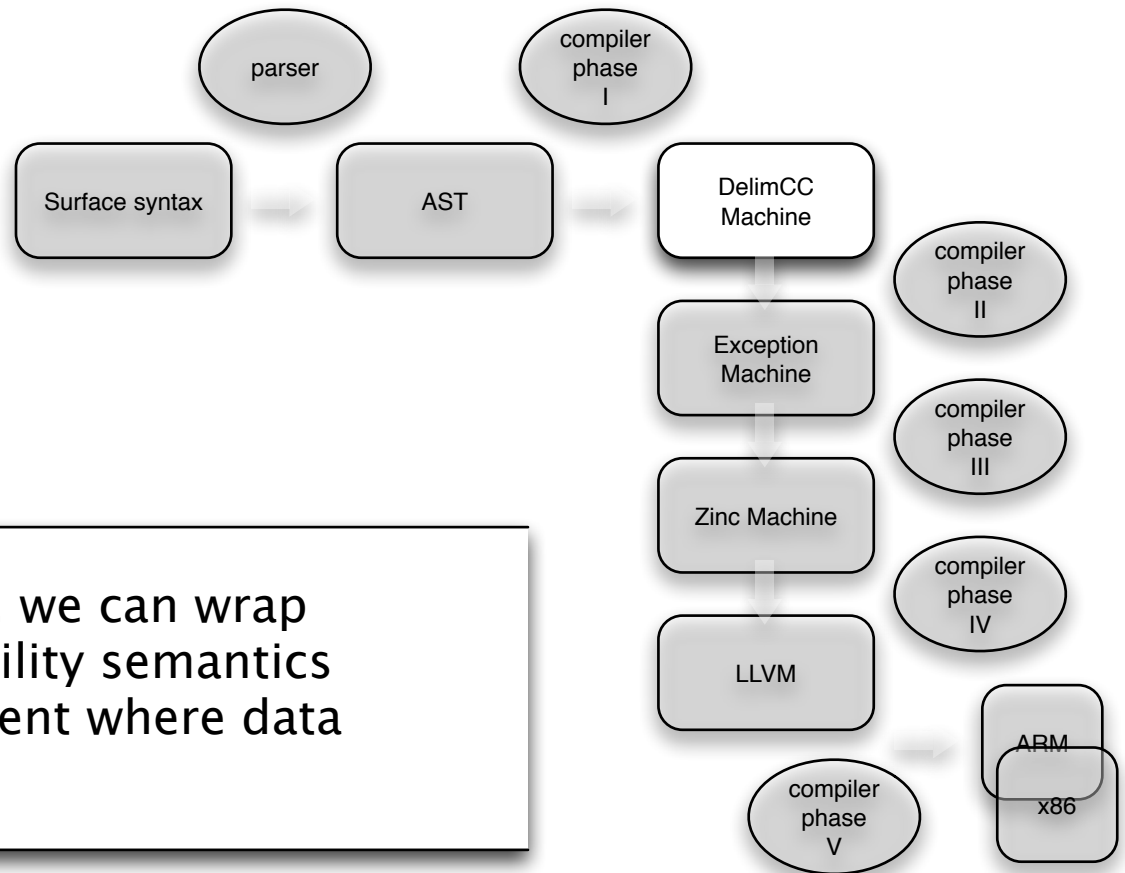 parser
compiler
phase
I
Surface syntax
AST
DelimCC
Machine
compiler
phase
II
Exception
Machine
compiler
phase
III
Zinc Machine
compiler
phase
IV
LLVM
we can wrap
ility semantics
ent where data
ARM
x86
compiler
phase
V